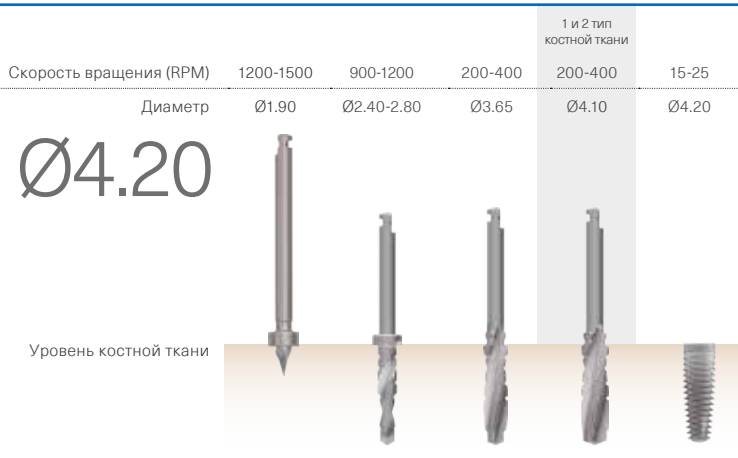 1 и 2 тип
костной ткани
Скорость вращения (RPM) 1200-1500 900-1200 200-400 200-400 15-25
Диаметр Ø1.90 Ø2.40-2.80 Ø3.65 Ø4.10 Ø4.20
Ø4.20
Уровень костной ткани